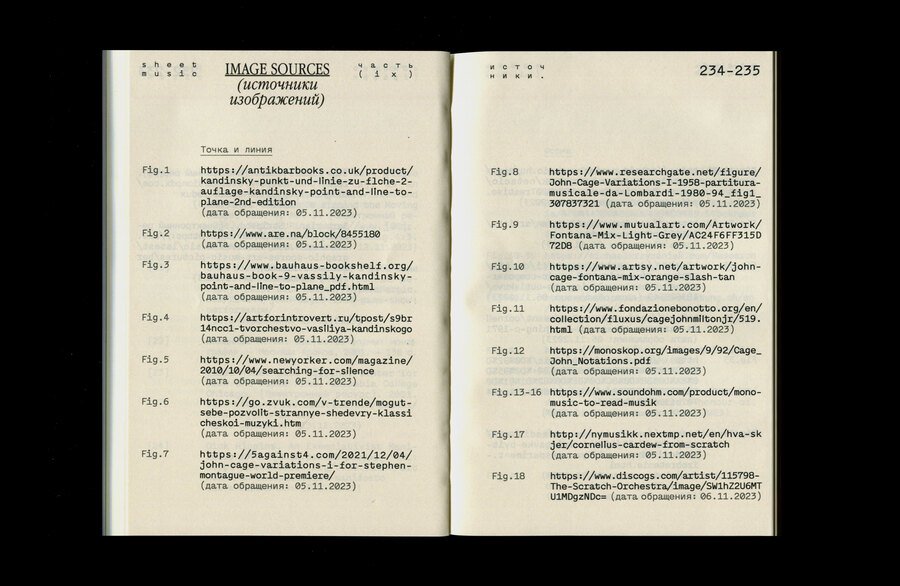 sheet
music
IMAGE SOURCES
(источники
изображений)
часть
(ix)
Точка и линия
Fig.1 https://antikbarbooks.co.uk/product/
kandinsky-punkt-und-linie-zu-flche-2-
auflage-kandinsky-point-and-line-to-
plane-2nd-edition
(дата обращения: 05.11.2023)
Fig.2 https://www.are.na/block/8455180
(дата обращения: 05.11.2023)
Fig.3 https://www.bauhaus-bookshelf.org/
bauhaus-book-9-vassily-kandinsky-
point-and-line-to-plane_pdf.html
(дата обращения: 05.11.2023)
Fig.4 https://artforintrovert.ru/tpost/s9br
14ncc1-tvorchestvo-vasiliya-kandinskogo
(дата обращения: 05.11.2023)
Fig.5 https://www.newyorker.com/magazine/
2010/10/04/searching-for-silence
(дата обращения: 05.11.2023)
Fig.6 https://go.zvuk.com/v-trende/mogut-
sebe-pozvolit-strannye-shedevry-klassi
cheskoi-muzyki.htm
(дата обращения: 05.11.2023)
Fig.7 https://5against4.com/2021/12/04/
john-cage-variations-i-for-stephen-
montague-world-premiere/
(дата обращения: 05.11.2023)
источ
ники.
234-235
Fig.8 https://www.researchgate.net/figure/
John-Cage-Variations-I-1958-partitura-
musicale-da-Lombardi-1980-94_fig1_
307837321 (дата обращения: 05.11.2023)
Fig.9 https://www.mutualart.com/Artwork/
Fontana-Mix-Light-Grey/AC24F6FF315D
72D8 (дата обращения: 05.11.2023)
Fig.10 https://www.artsy.net/artwork/john-
cage-fontana-mix-orange-slash-tan
(дата обращения: 05.11.2023)
Fig.11 https://www.fondazionebonotto.org/en/
collection/fluxus/cagejohnmiltonjr/519.
html (дата обращения: 05.11.2023)
Fig.12 https://monoskop.org/images/9/92/Cage_
John_Notations.pdf
(дата обращения: 05.11.2023)
Fig.13-16 https://www.soundohm.com/product/mono-
music-to-read-musik
(дата обращения: 05.11.2023)
Fig.17 http://nymusikk.nextmp.net/en/hva-sk
jer/cornelius-cardew-from-scratch
(дата обращения: 05.11.2023)
Fig.18 https://www.discogs.com/artist/115798-
The-Scratch-Orchestra/image/SW1hZ2U6MT
U1MDgzNDc= (дата обращения: 06.11.2023)